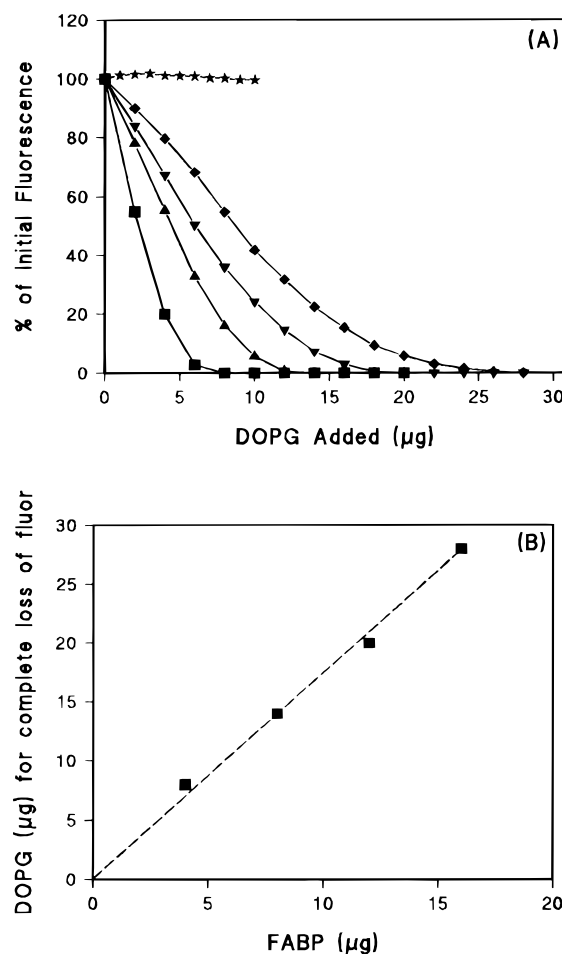 (A)
% of Initial Fluorescence
120
100
80
60
40
20
0
0 5 10 15 20 25 30
DOPG Added (µg)
(B)
DOPG (µg) for complete loss of fluor
30
25
20
15
10
5
0
0 5 10 15 20
FABP (µg)